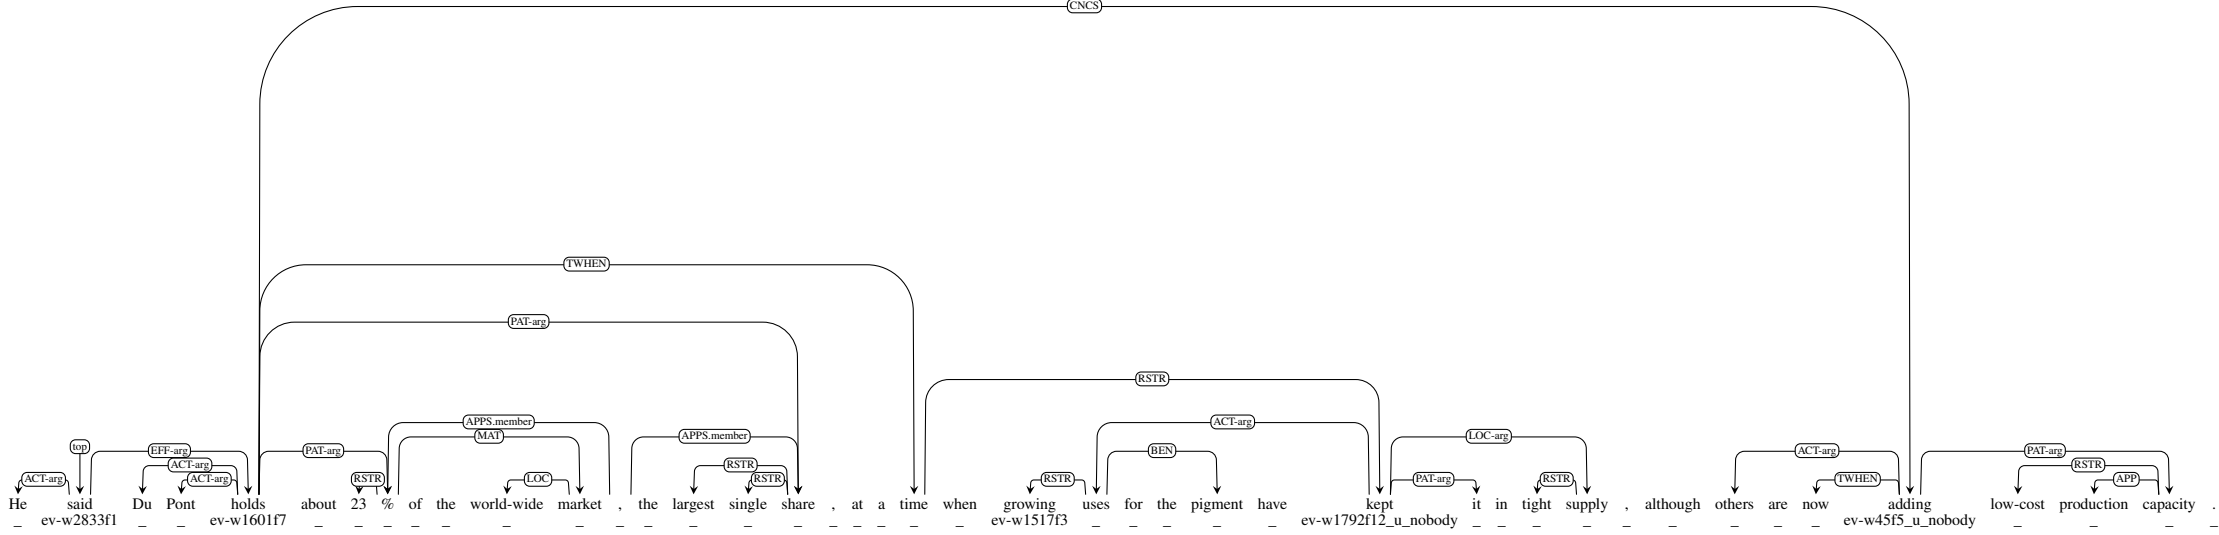 CNCS
TWHEN
PAT-arg
RSTR
APPS.member ACT-arg
MAT APPS.member LOC-arg
top EFF-arg PAT-arg BEN ACT-arg PAT-arg
ACT-arg RSTR RSTR
ACT-arg ACT-arg RSTR LOC RSTR RSTR PAT-arg RSTR TWHEN APP
He said Du Pont holds about 23 % of the world-wide market , the largest single share , at a time when growing uses for the pigment have kept it in tight supply , although others are now adding low-cost production capacity .
_ ev-w2833f1 _ _ ev-w1601f7 _ _ _ _ _ _ _ _ _ _ _ _ _ _ _ _ _ ev-w1517f3 _ _ _ _ _ ev-w1792f12_u_nobody _ _ _ _ _ _ _ _ _ ev-w45f5_u_nobody _ _ _ _